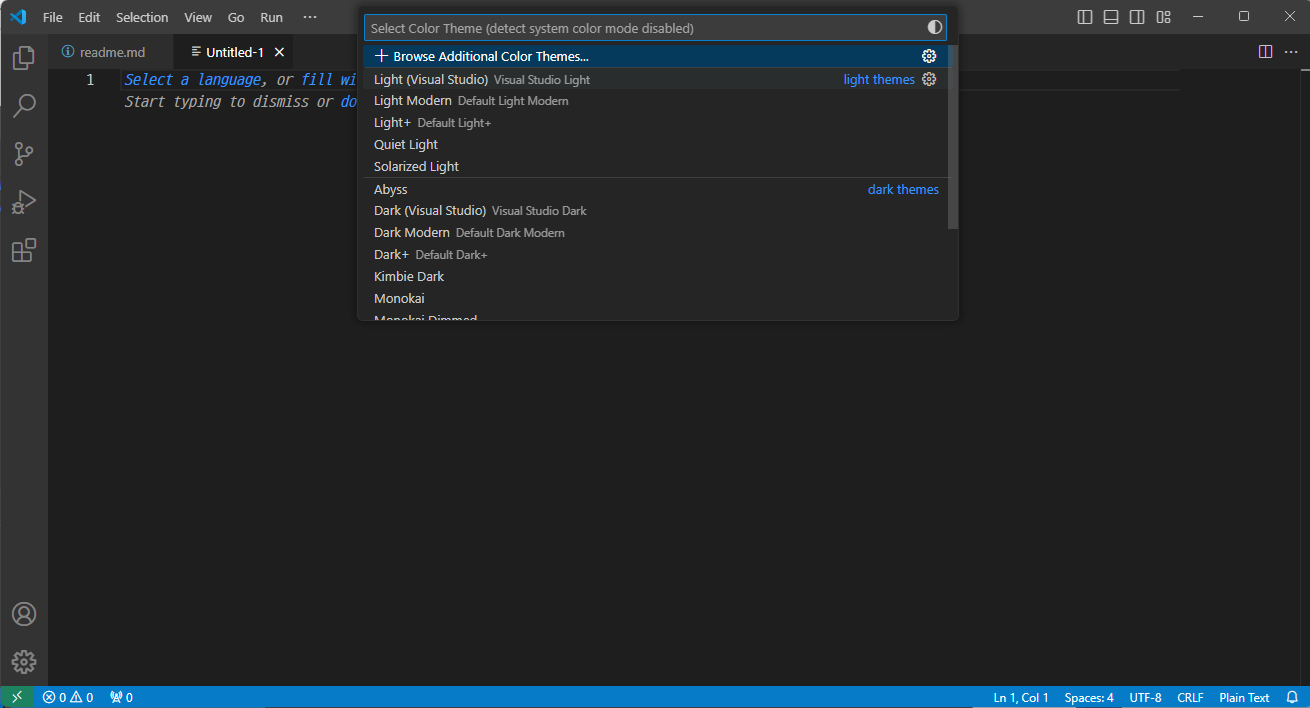 File Edit Selection View Go Run ···
Select Color Theme (detect system color mode disabled)
readme.md Untitled-1
Browse Additional Color Themes...
1 Select a language, or fill wi
Light (Visual Studio) Visual Studio Light light themes
Start typing to dismiss or do
Light Modern Default Light Modern
Light+ Default Light+
Quiet Light
Solarized Light
Abyss dark themes
Dark (Visual Studio) Visual Studio Dark
Dark Modern Default Dark Modern
Dark+ Default Dark+
Kimbie Dark
Monokai
Monokai Dimmed
0 0 0 Ln 1, Col 1 Spaces: 4 UTF-8 CRLF Plain Text